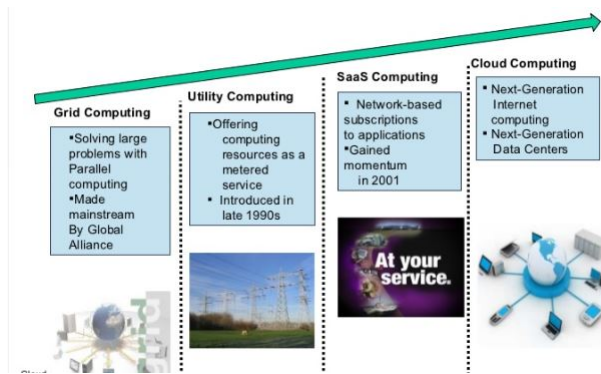 Grid Computing
▪Solving large
problems with
Parallel
computing
▪Made
mainstream
By Global
Alliance
Utility Computing
▪Offering
computing
resources as a
metered
service
▪ Introduced in
late 1990s
SaaS Computing
▪ Network-based
subscriptions
to applications
▪Gained
momentum
in 2001
At your
service.
Cloud Computing
▪ Next-Generation
Internet
computing
▪ Next-Generation
Data Centers
Cloud